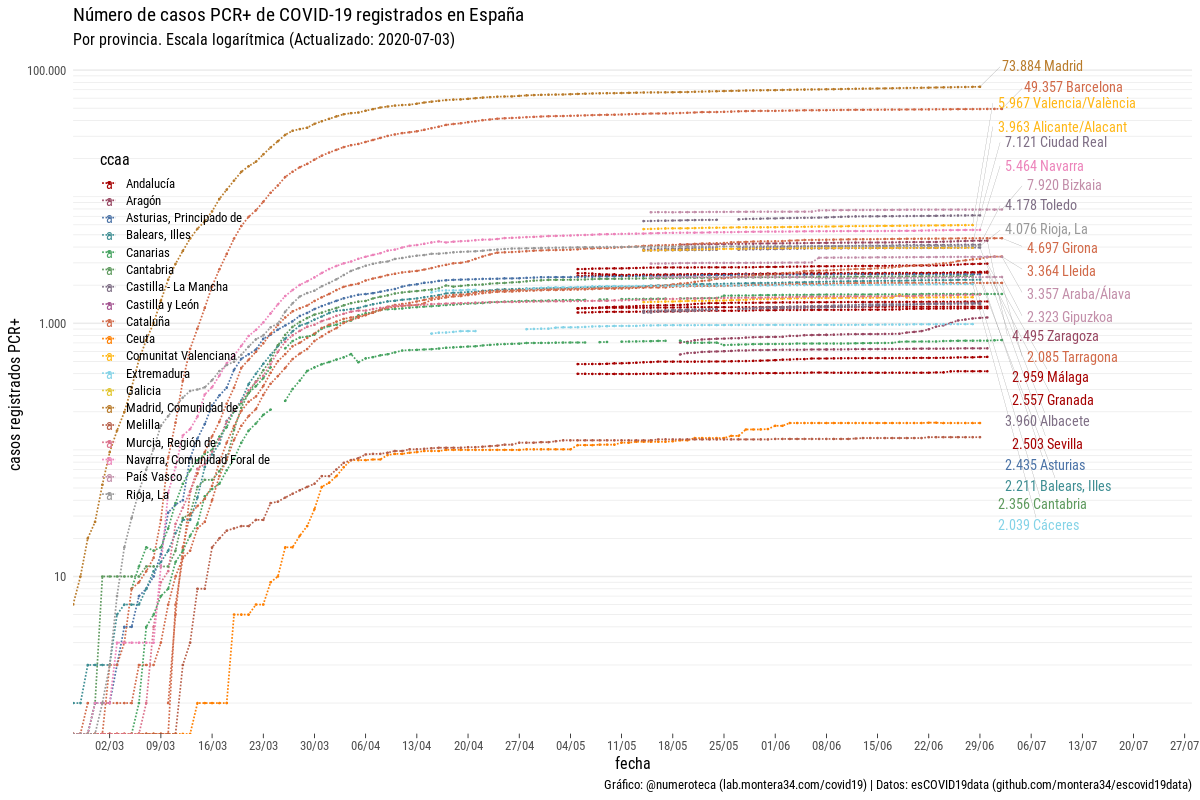 Número de casos PCR+ de COVID-19 registrados en España
Por provincia. Escala logarítmica (Actualizado: 2020-07-03)
100.000
1.000
10
casos registrados PCR+
ccaa
Andalucía
Aragón
Asturias, Principado de
Balears, Illes
Canarias
Cantabria
Castilla - La Mancha
Castilla y León
Cataluña
Ceuta
Comunitat Valenciana
Extremadura
Galicia
Madrid, Comunidad de
Melilla
Murcia, Región de
Navarra, Comunidad Foral de
País Vasco
Rioja, La
73.884 Madrid
49.357 Barcelona
5.967 Valencia/València
3.963 Alicante/Alacant
7.121 Ciudad Real
5.464 Navarra
7.920 Bizkaia
4.178 Toledo
4.076 Rioja, La
4.697 Girona
3.364 Lleida
3.357 Araba/Álava
2.323 Gipuzkoa
4.495 Zaragoza
2.085 Tarragona
2.959 Málaga
2.557 Granada
3.960 Albacete
2.503 Sevilla
2.435 Asturias
2.211 Balears, Illes
2.356 Cantabria
2.039 Cáceres
02/03 09/03 16/03 23/03 30/03 06/04 13/04 20/04 27/04 04/05 11/05 18/05 25/05 01/06 08/06 15/06 22/06 29/06 06/07 13/07 20/07 27/07
fecha
Gráfico: @numeroteca (lab.montera34.com/covid19) | Datos: esCOVID19data (github.com/montera34/escovid19data)